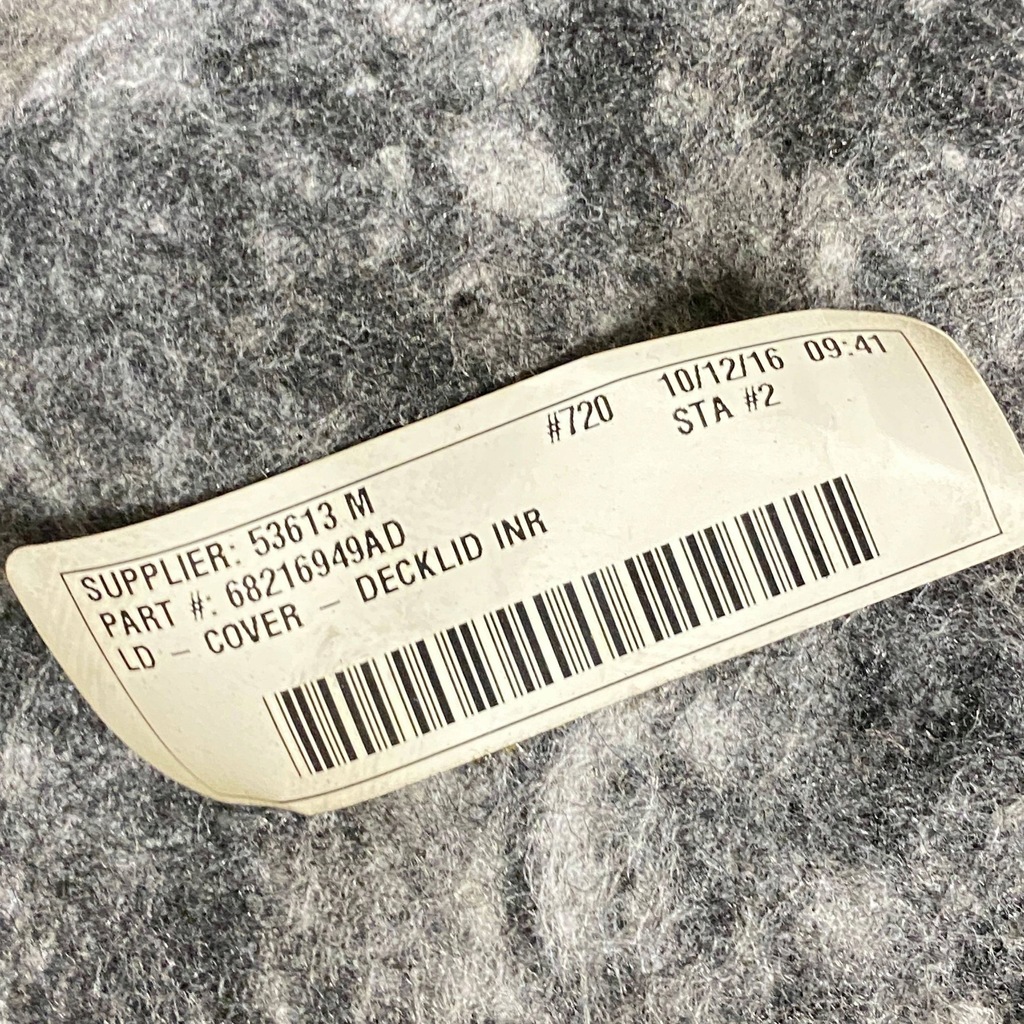 #720 10/12/16 09:41
STA #2
SUPPLIER: 53613 M
PART #: 68216949AD
LD - COVER - DECKLID INR